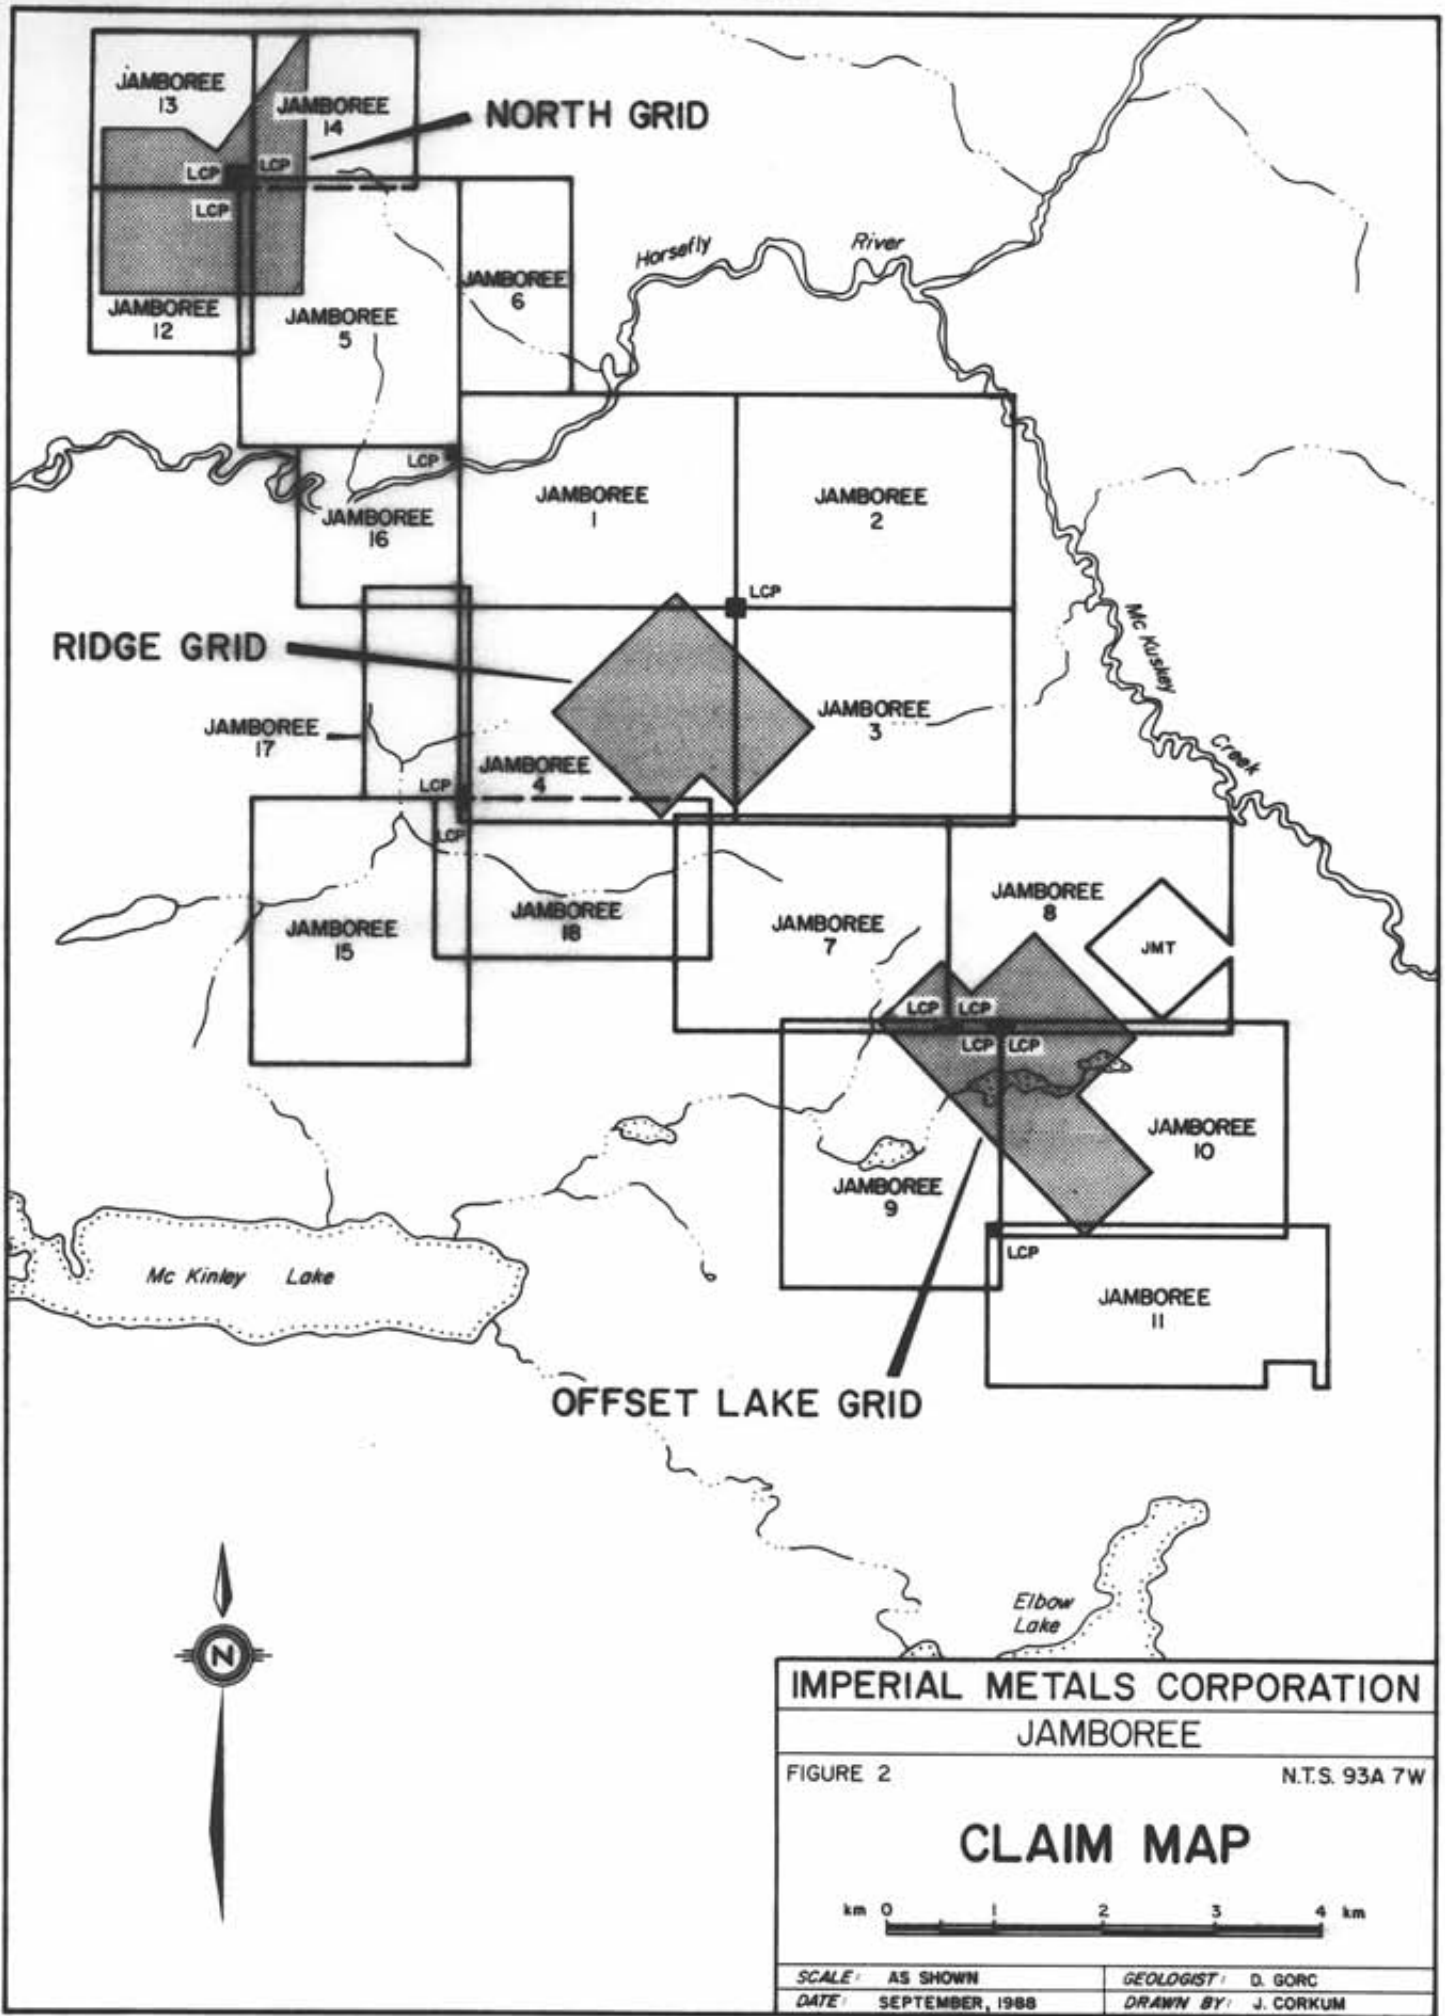 JAMBOREE
13
JAMBOREE
14
NORTH GRID
LCP
LCP
LCP
JAMBOREE
12
JAMBOREE
5
JAMBOREE
6
Horsefly River
LCP
JAMBOREE
16
JAMBOREE
1
JAMBOREE
2
LCP
RIDGE GRID
Mc Kuskey Creek
JAMBOREE
17
JAMBOREE
3
JAMBOREE
4
LCP
LCP
JAMBOREE
15
JAMBOREE
18
JAMBOREE
7
JAMBOREE
8
JMT
LCP
LCP
LCP
LCP
JAMBOREE
9
JAMBOREE
10
LCP
JAMBOREE
11
Mc Kinley Lake
OFFSET LAKE GRID
Elbow
Lake
N
IMPERIAL METALS CORPORATION
JAMBOREE
FIGURE 2 N.T.S. 93A 7W
CLAIM MAP
km 0 1 2 3 4 km
SCALE: AS SHOWN GEOLOGIST: D. GORC
DATE: SEPTEMBER, 1988 DRAWN BY: J. CORKUM